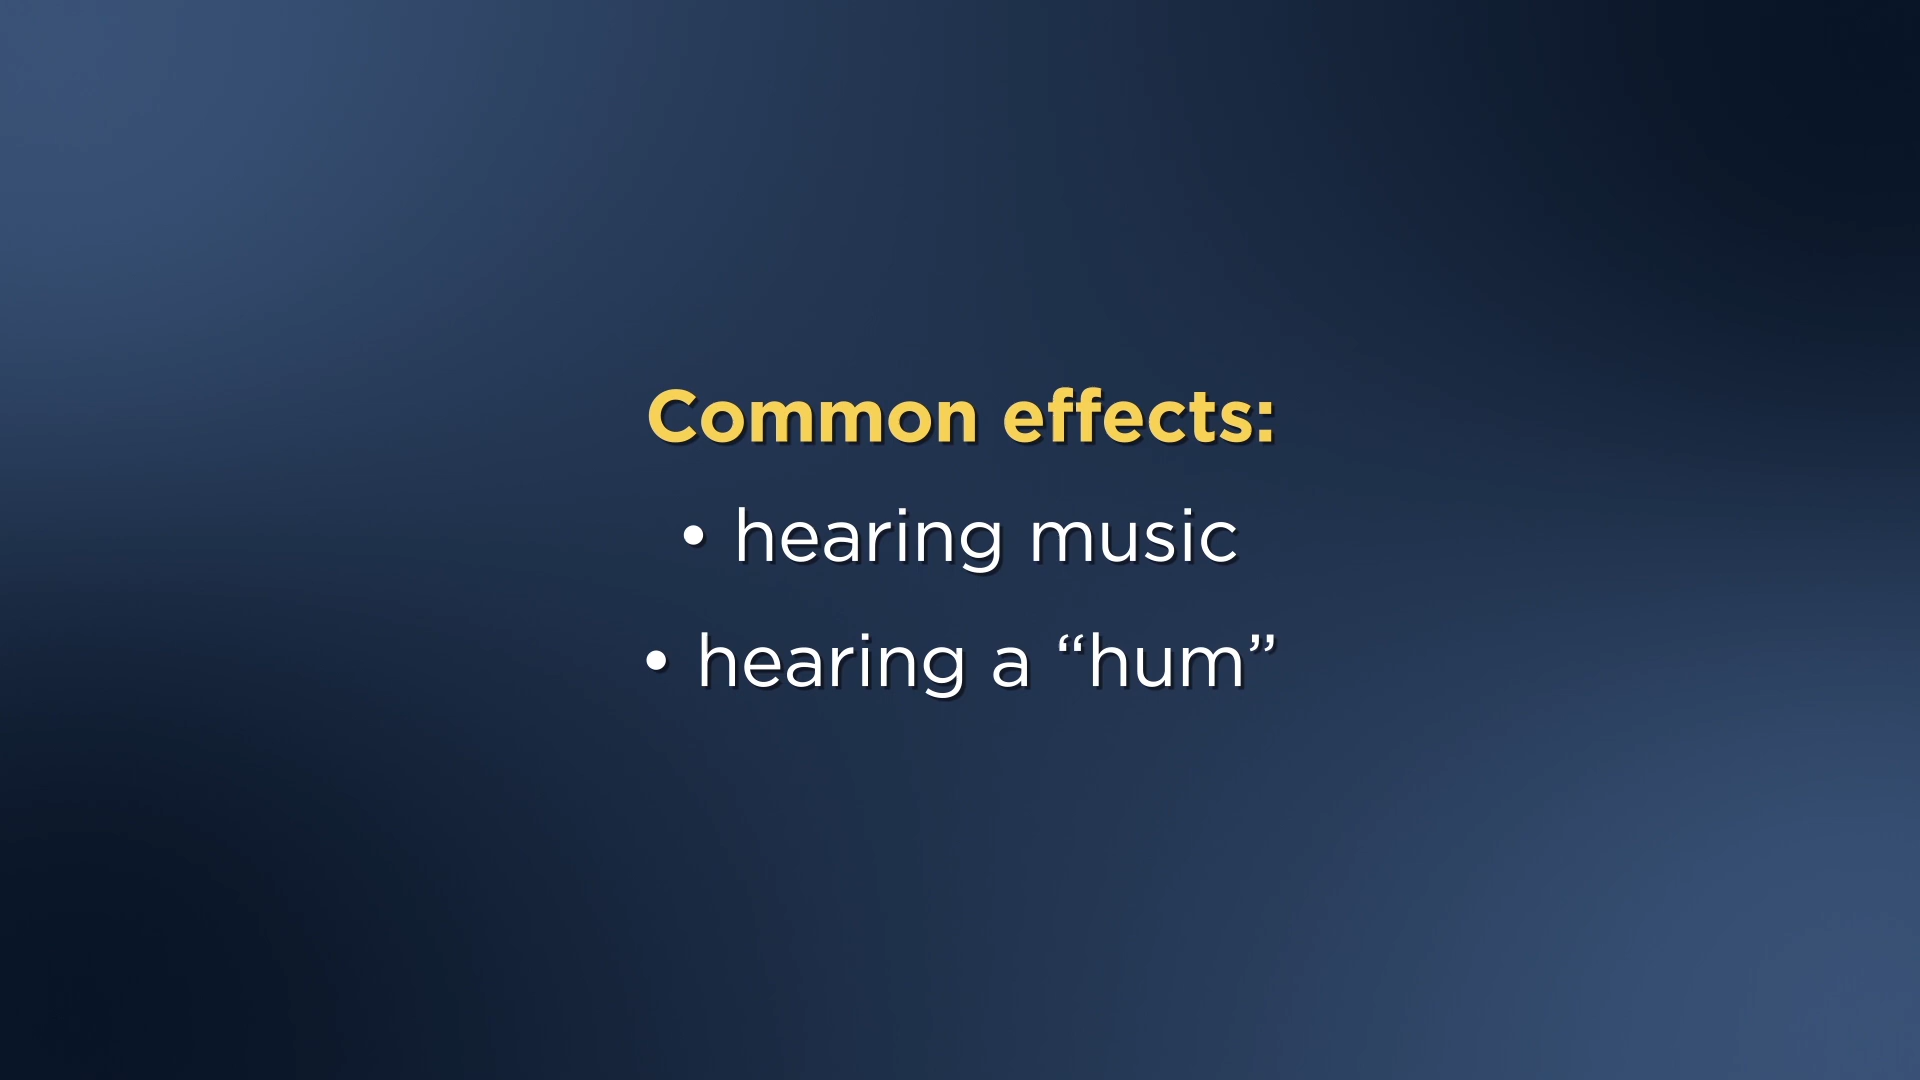 Common effects:
• hearing music
• hearing a “hum”